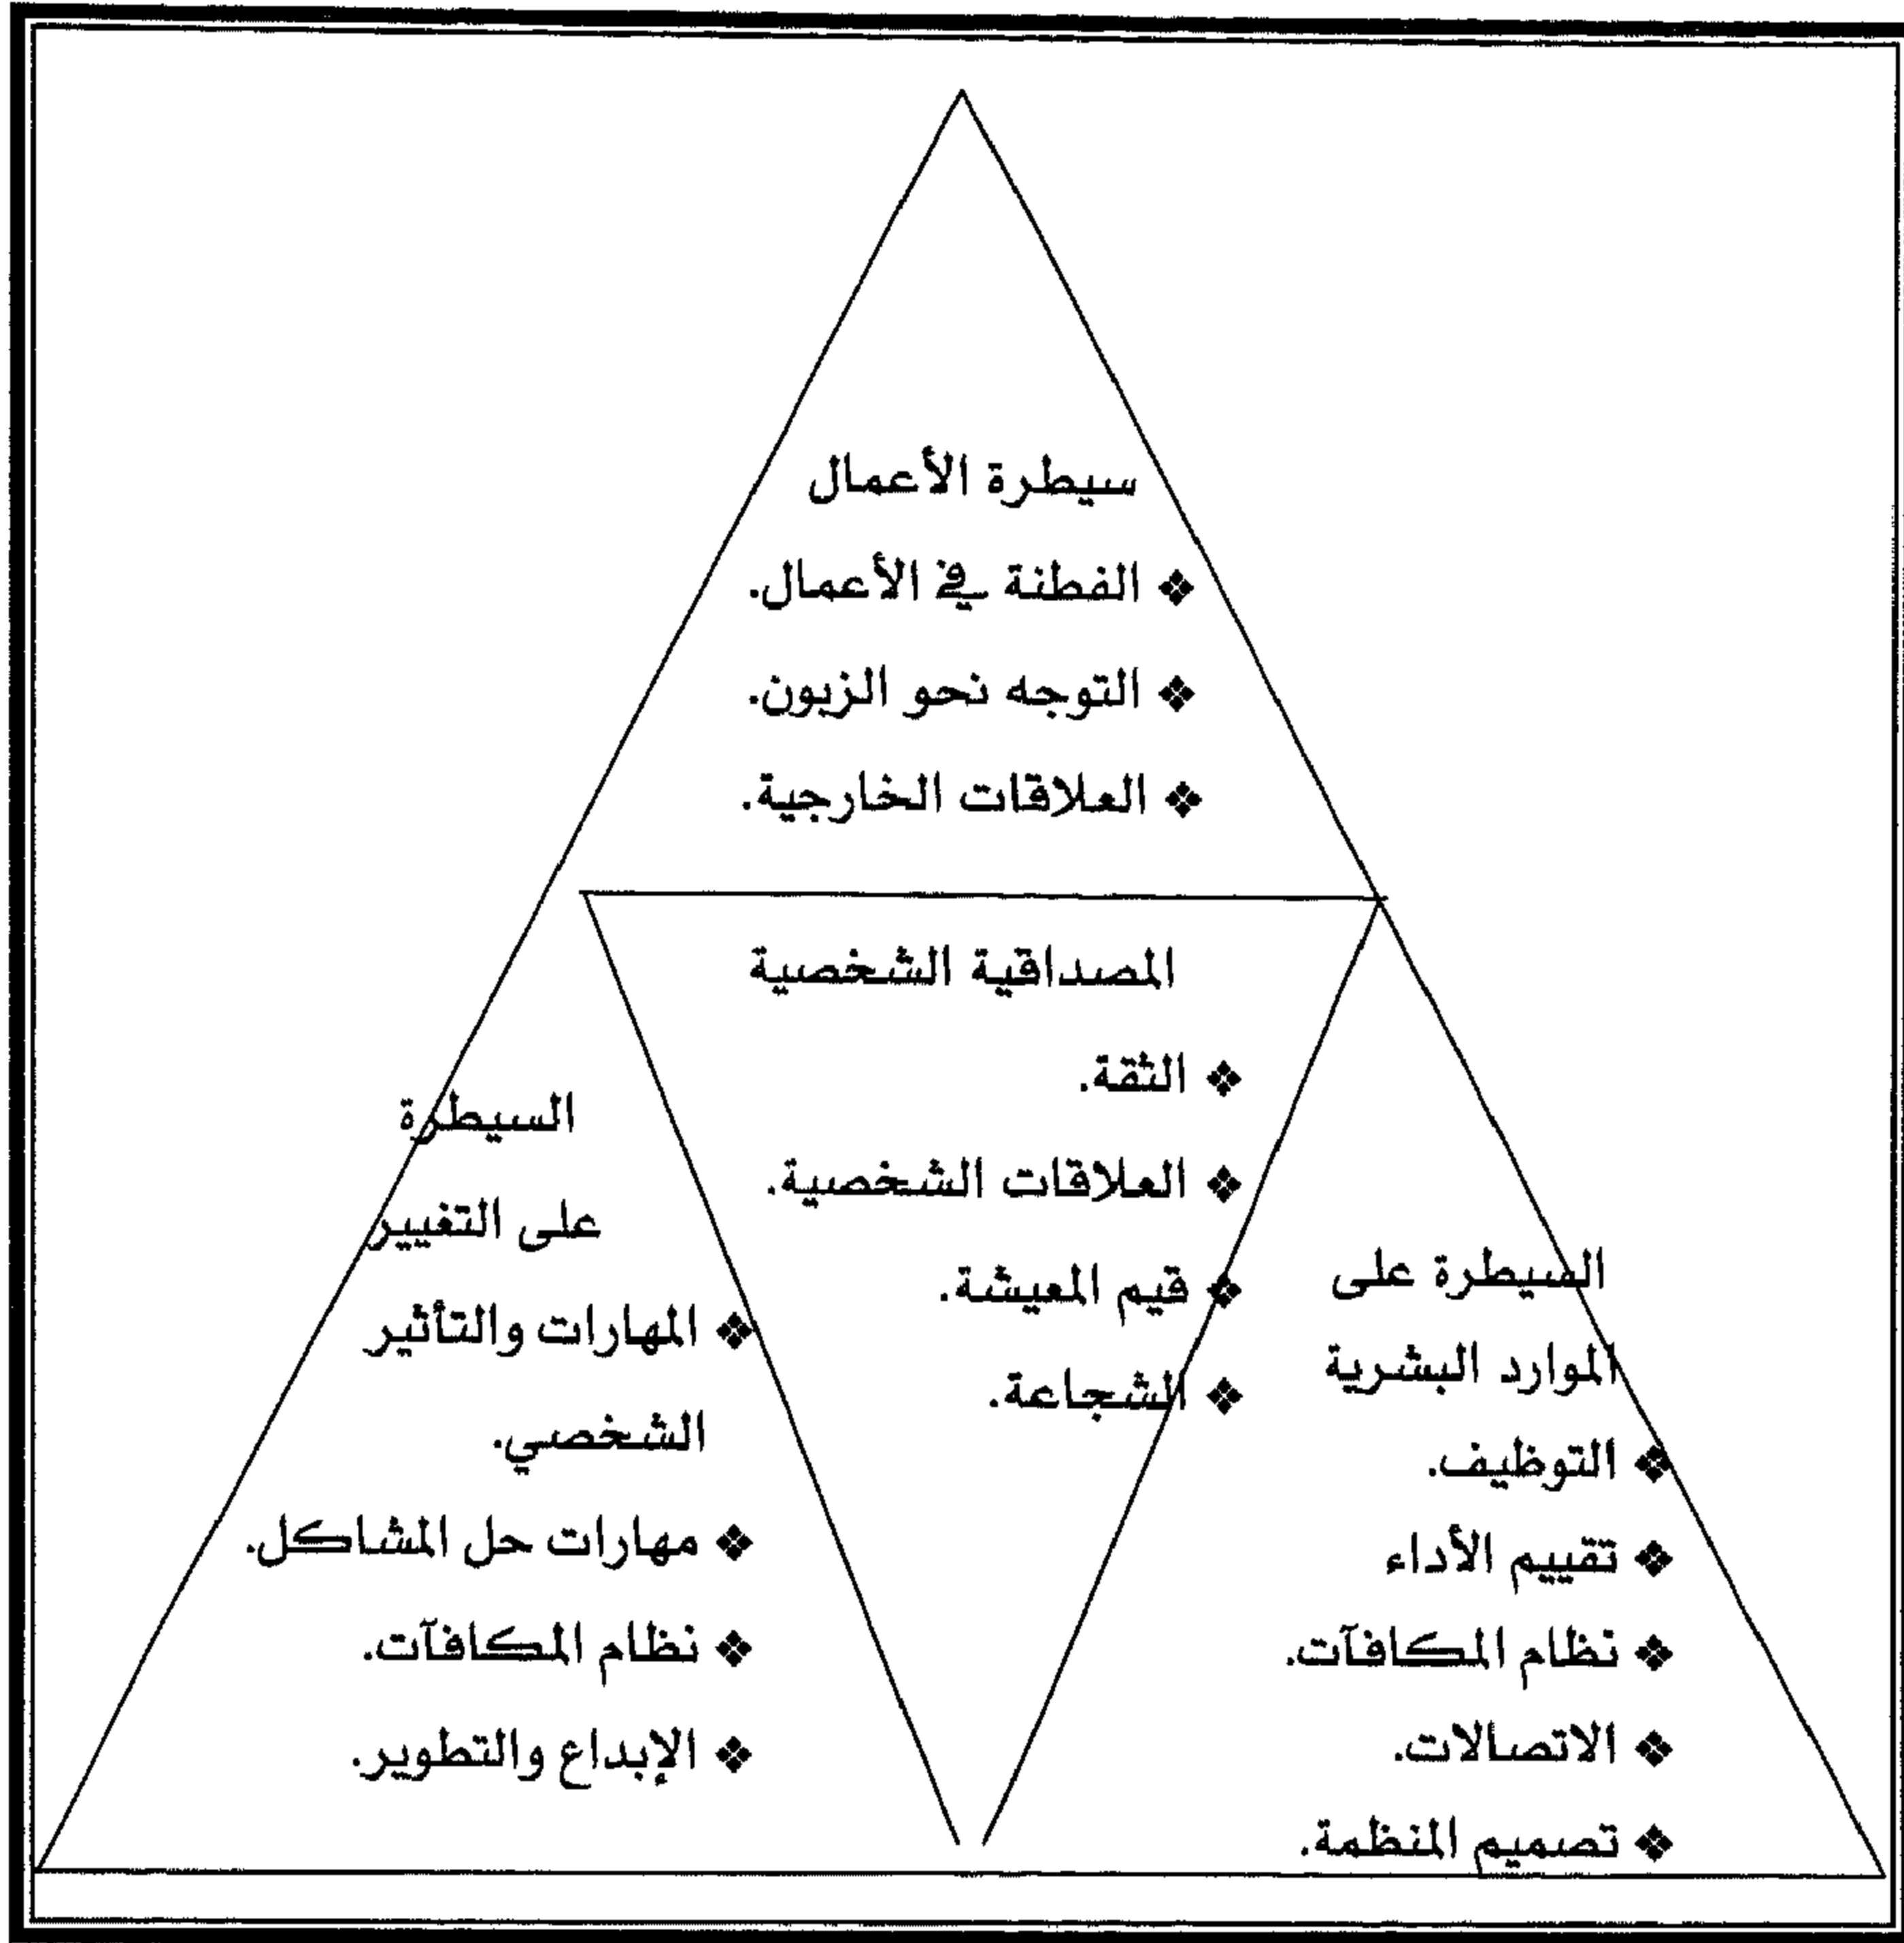 سيطرة الأعمال
❖ الفطنة في الأعمال.
❖ التوجه نحو الزبون.
❖ العلاقات الخارجية.
المصداقية الشخصية
❖ الثقة.
❖ العلاقات الشخصية.
❖ قيم المعيشة.
❖ الشجاعة.
السيطرة على
الموارد البشرية
❖ التوظيف.
❖ تقييم الأداء
❖ نظام المكافآت.
❖ الاتصالات.
❖ تصميم المنظمة.
السيطرة
على التغيير
❖ المهارات والتأثير
الشخصي.
❖ مهارات حل المشاكل.
❖ نظام المكافآت.
❖ الإبداع والتطوير.